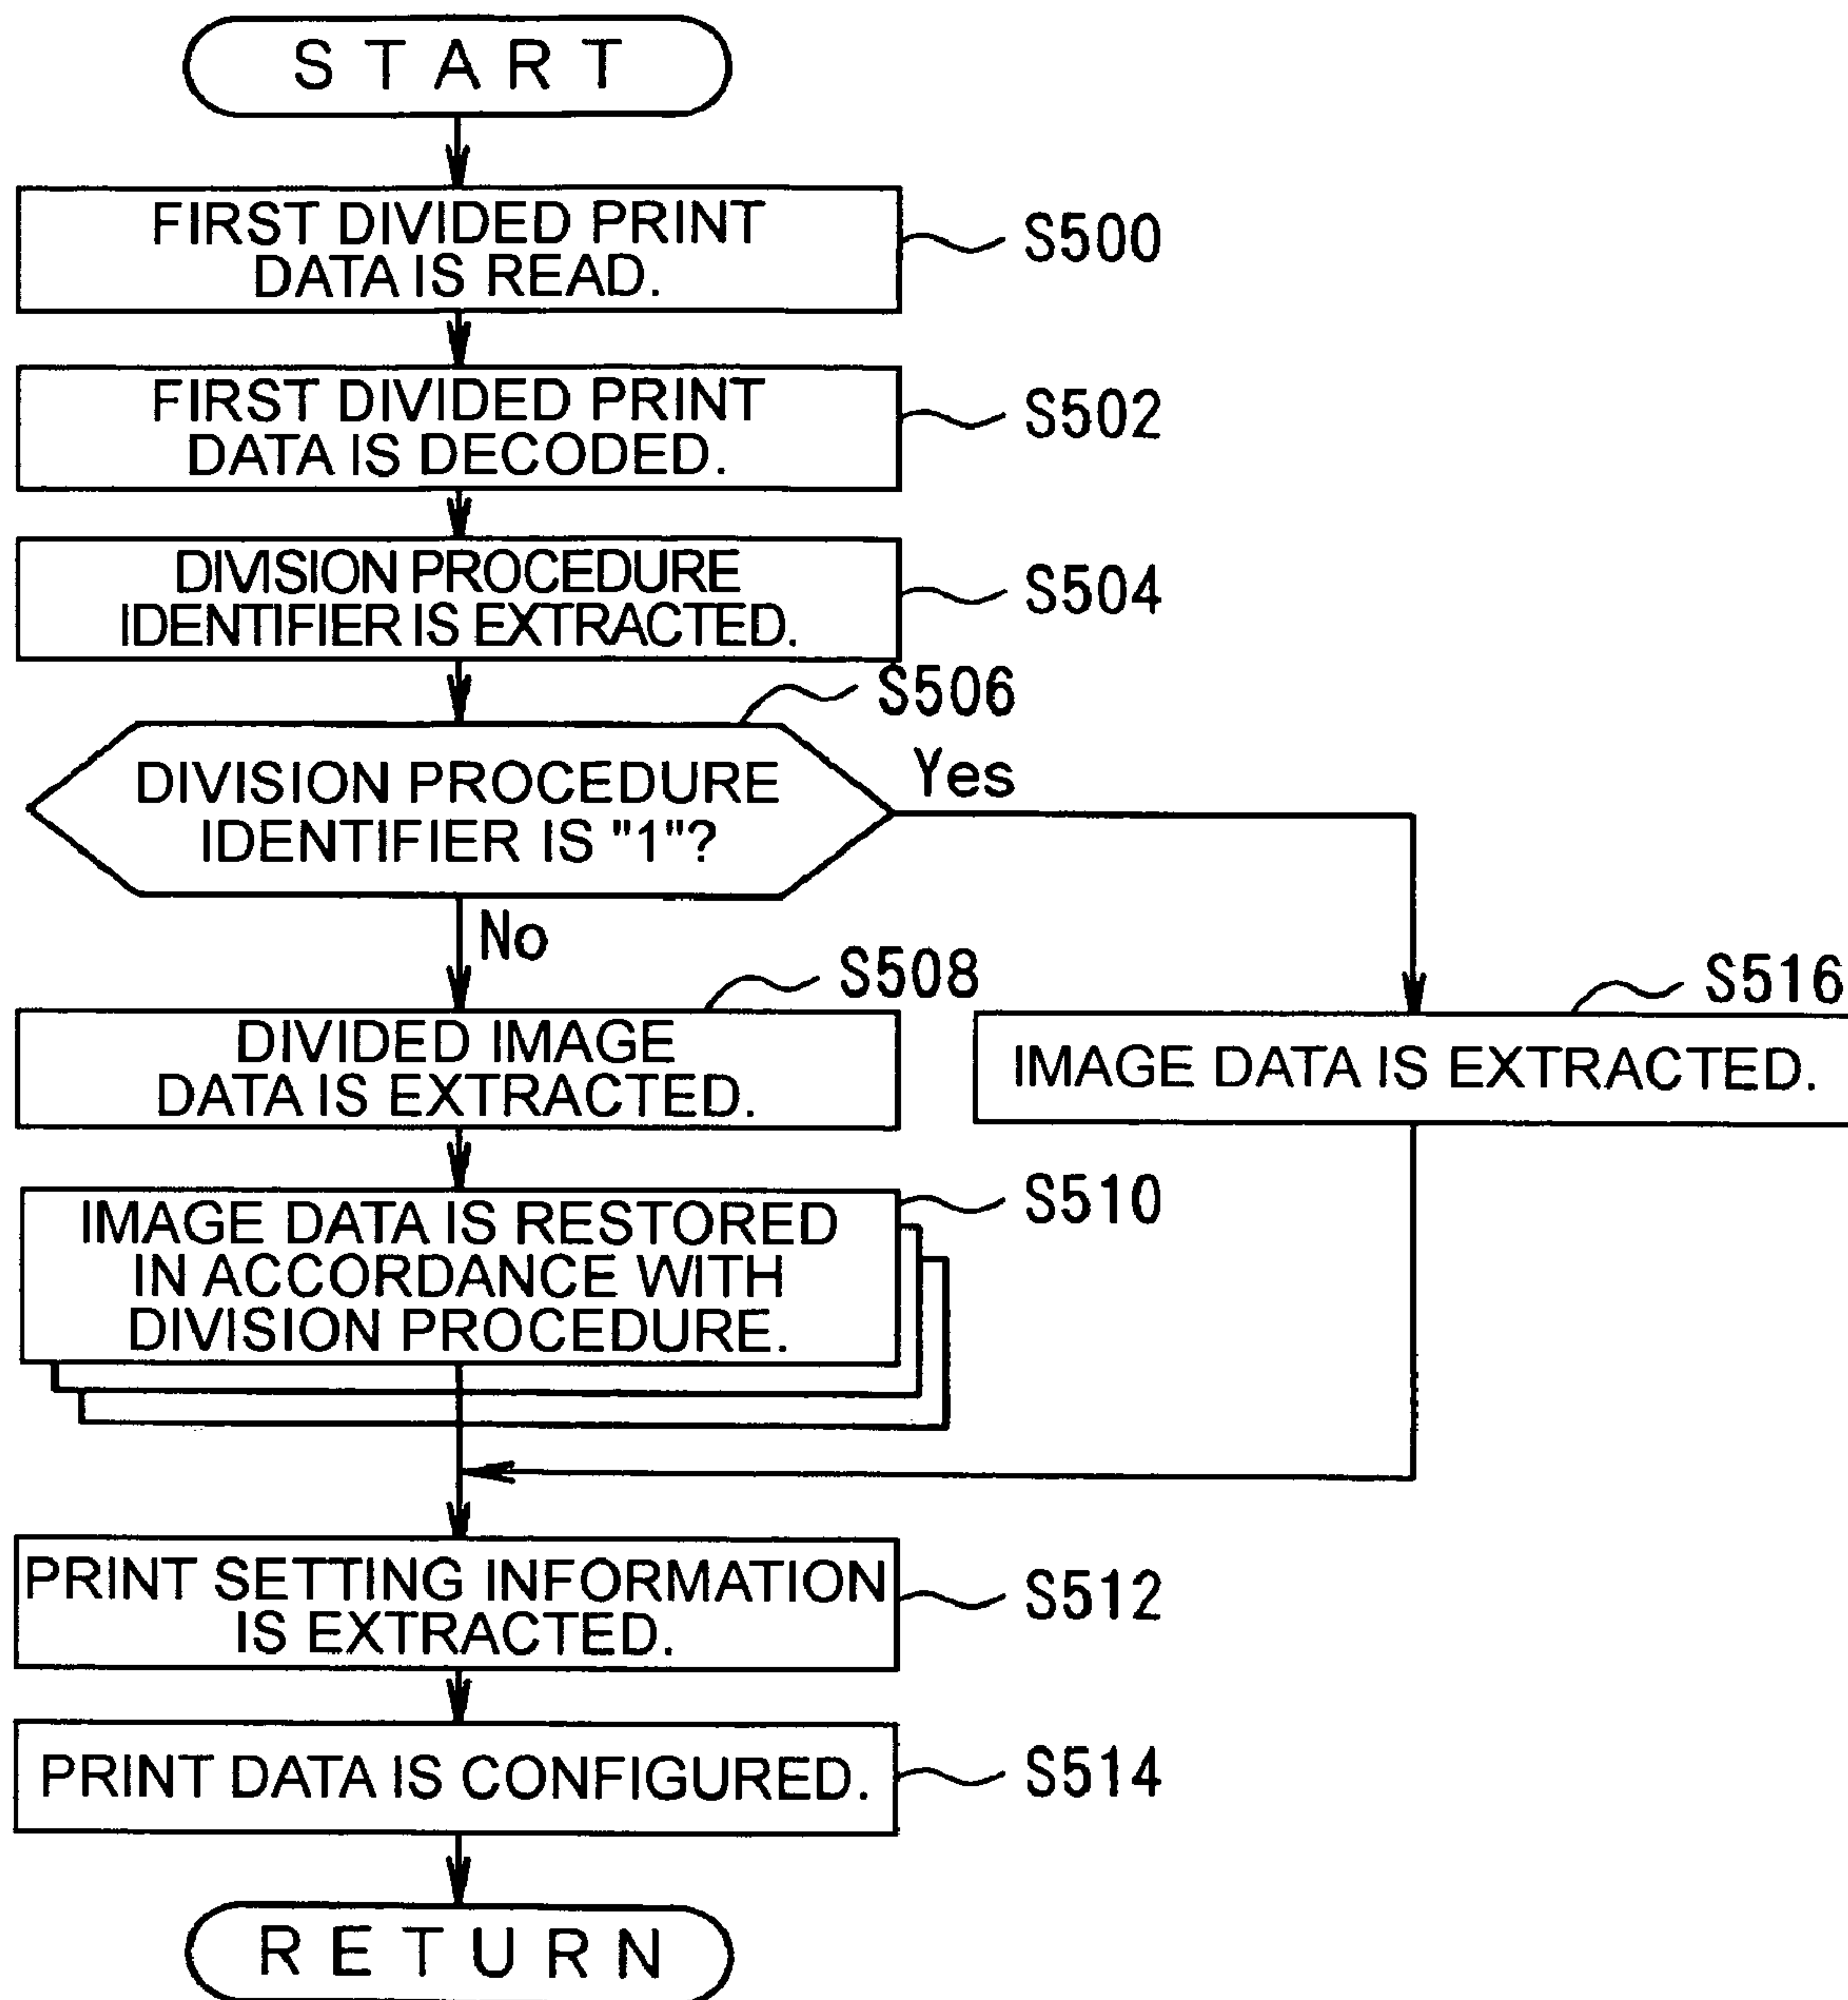 START
FIRST DIVIDED PRINT
DATA IS READ.
S500
FIRST DIVIDED PRINT
DATA IS DECODED.
S502
DIVISION PROCEDURE
IDENTIFIER IS EXTRACTED.
S504
S506
DIVISION PROCEDURE
IDENTIFIER IS "1"?
Yes
No
S508
DIVIDED IMAGE
DATA IS EXTRACTED.
S516
IMAGE DATA IS EXTRACTED.
IMAGE DATA IS RESTORED
IN ACCORDANCE WITH
DIVISION PROCEDURE.
S510
PRINT SETTING INFORMATION
IS EXTRACTED.
S512
PRINT DATA IS CONFIGURED.
S514
RETURN